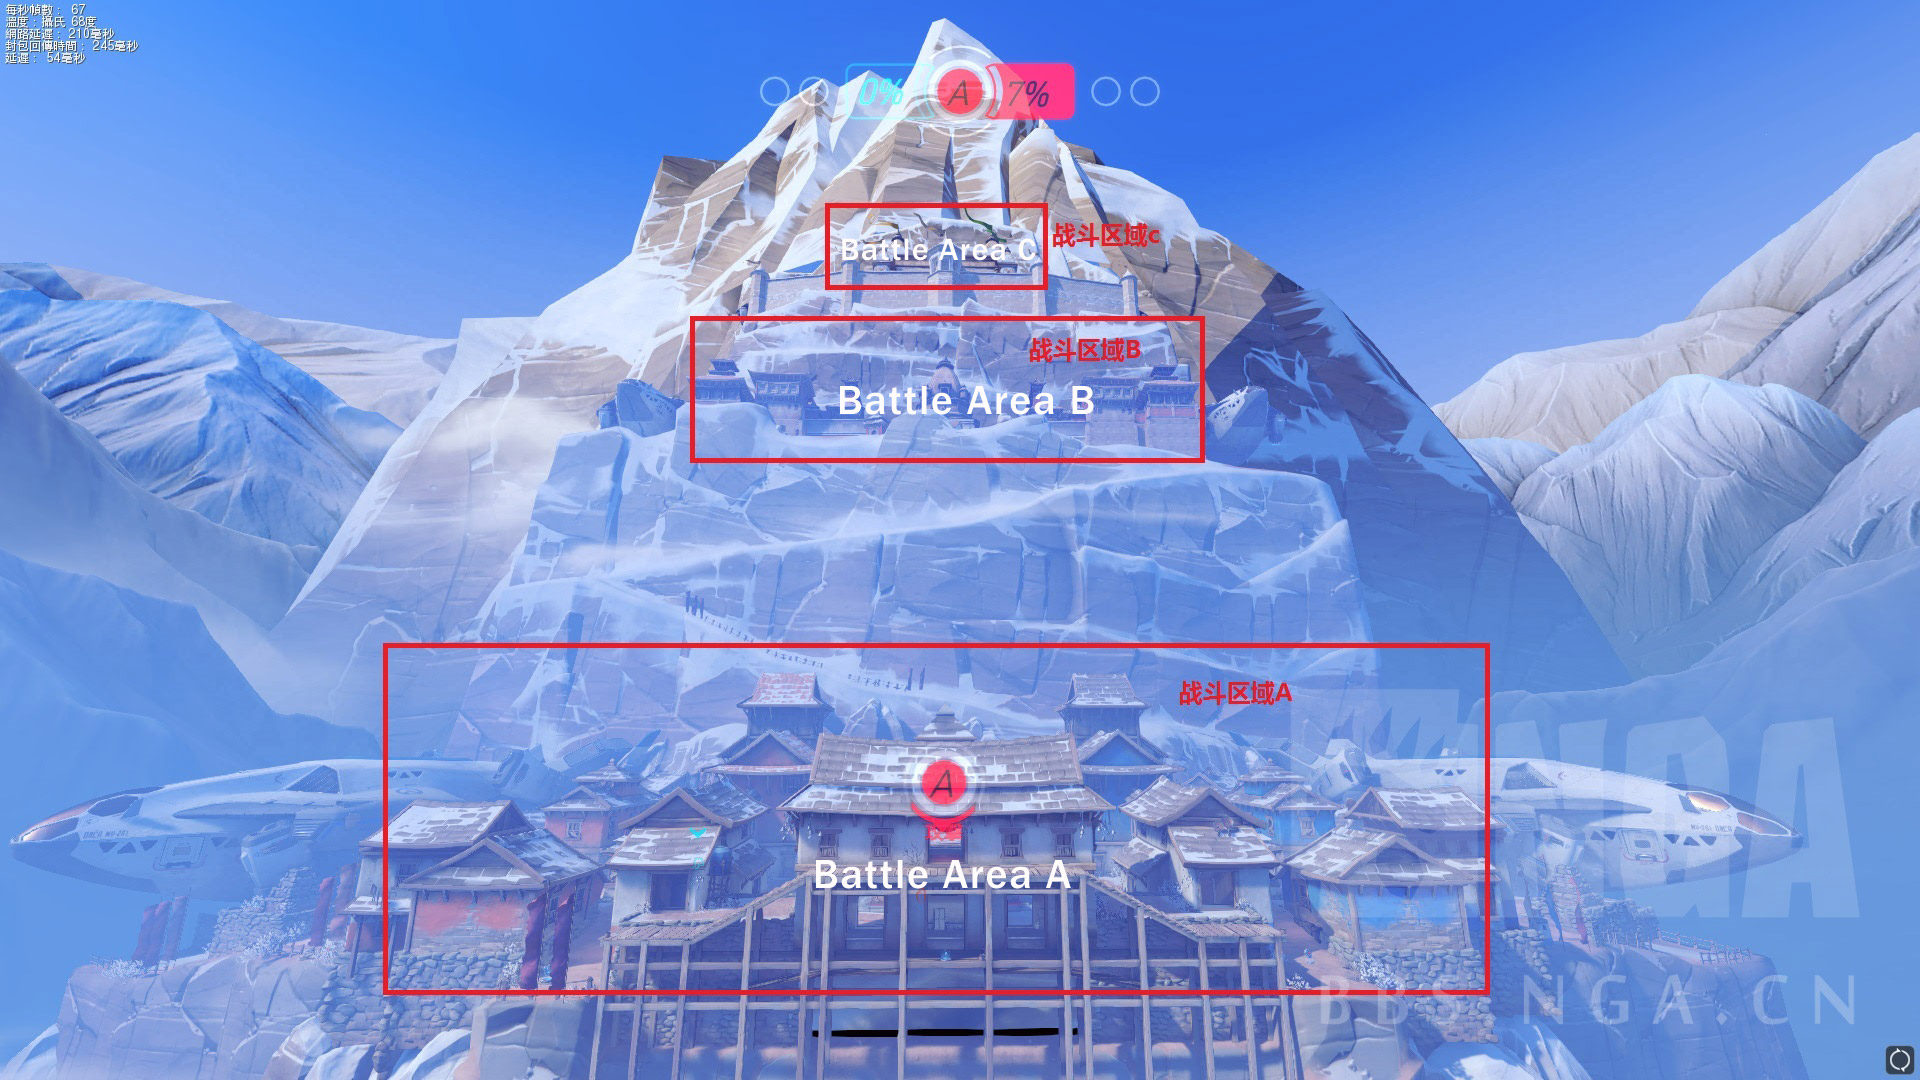 每秒幀數： 67
溫度：攝氏 68度
網路延遲： 210毫秒
封包回傳時間： 245毫秒
延遲： 54毫秒
0% A 7%
Battle Area C 战斗区域c
战斗区域B
Battle Area B
战斗区域A
A
Battle Area A
NGA
BBS.NGA.CN